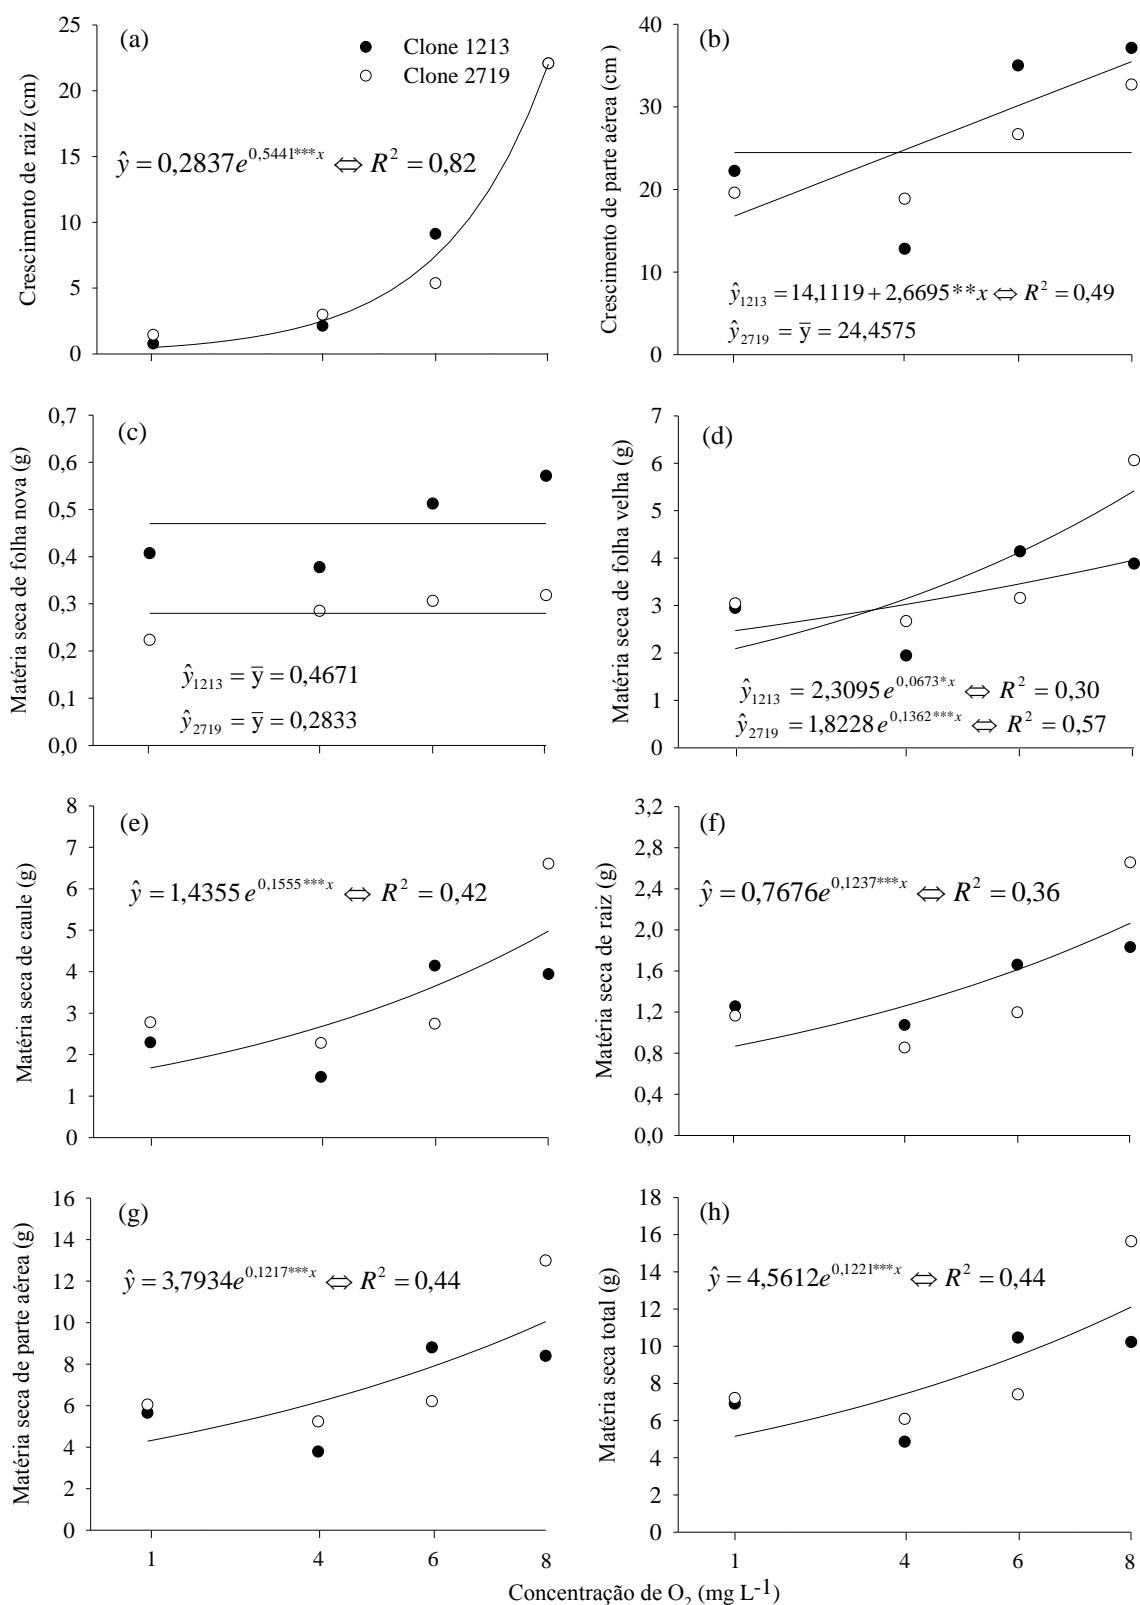 (a)
Crescimento de raiz (cm)
25
20
15
10
5
0
Clone 1213
Clone 2719
ŷ = 0,2837e^{0,5441***x} ⇔ R² = 0,82
(b)
Crescimento de parte aérea (cm )
40
30
20
10
0
ŷ₁₂₁₃ = 14,1119 + 2,6695**x ⇔ R² = 0,49
ŷ₂₇₁₉ = y̅ = 24,4575
(c)
Matéria seca de folha nova (g)
0,7
0,6
0,5
0,4
0,3
0,2
0,1
0,0
ŷ₁₂₁₃ = y̅ = 0,4671
ŷ₂₇₁₉ = y̅ = 0,2833
(d)
Matéria seca de folha velha (g)
7
6
5
4
3
2
1
0
ŷ₁₂₁₃ = 2,3095e^{0,0673*x} ⇔ R² = 0,30
ŷ₂₇₁₉ = 1,8228e^{0,1362***x} ⇔ R² = 0,57
(e)
Matéria seca de caule (g)
8
7
6
5
4
3
2
1
0
ŷ = 1,4355e^{0,1555***x} ⇔ R² = 0,42
(f)
Matéria seca de raiz (g)
3,2
2,8
2,4
2,0
1,6
1,2
0,8
0,4
0,0
ŷ = 0,7676e^{0,1237***x} ⇔ R² = 0,36
(g)
Matéria seca de parte aérea (g)
16
14
12
10
8
6
4
2
0
ŷ = 3,7934e^{0,1217***x} ⇔ R² = 0,44
1 4 6 8
(h)
Matéria seca total (g)
18
16
14
12
10
8
6
4
2
0
ŷ = 4,5612e^{0,1221***x} ⇔ R² = 0,44
1 4 6 8
Concentração de O₂ (mg L⁻¹)